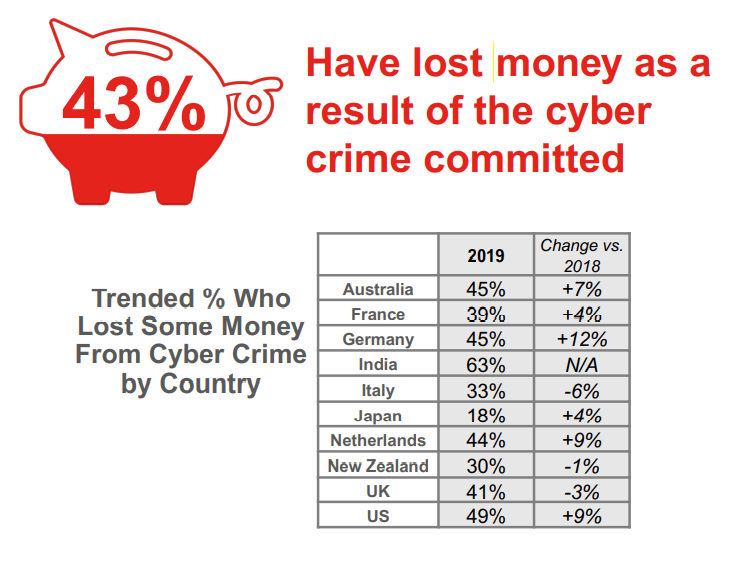 43%
Have lost money as a
result of the cyber
crime committed
Trended % Who
Lost Some Money
From Cyber Crime
by Country
2019 Change vs.
2018
Australia 45% +7%
France 39% +4%
Germany 45% +12%
India 63% N/A
Italy 33% -6%
Japan 18% +4%
Netherlands 44% +9%
New Zealand 30% -1%
UK 41% -3%
US 49% +9%